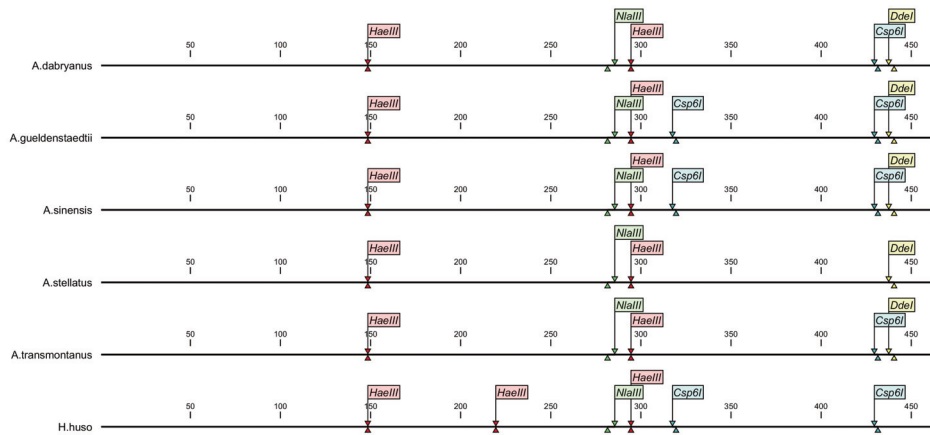 NlaIII DdeI
HaeIII HaeIII Csp6I
50 100 150 200 250 300 350 400 450
A.dabryanus
HaeIII DdeI
HaeIII NlaIII Csp6I Csp6I
50 100 150 200 250 300 350 400 450
A.gueldenstaedtii
HaeIII DdeI
HaeIII NlaIII Csp6I Csp6I
50 100 150 200 250 300 350 400 450
A.sinensis
NlaIII
HaeIII HaeIII DdeI
50 100 150 200 250 300 350 400 450
A.stellatus
NlaIII DdeI
HaeIII HaeIII Csp6I
50 100 150 200 250 300 350 400 450
A.transmontanus
HaeIII
HaeIII HaeIII NlaIII Csp6I Csp6I
50 100 150 200 250 300 350 400 450
H.huso